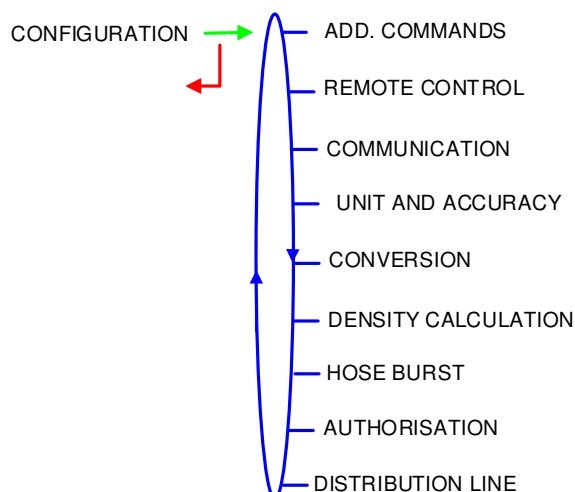 CONFIGURATION
ADD. COMMANDS
REMOTE CONTROL
COMMUNICATION
UNIT AND ACCURACY
CONVERSION
DENSITY CALCULATION
HOSE BURST
AUTHORISATION
DISTRIBUTION LINE